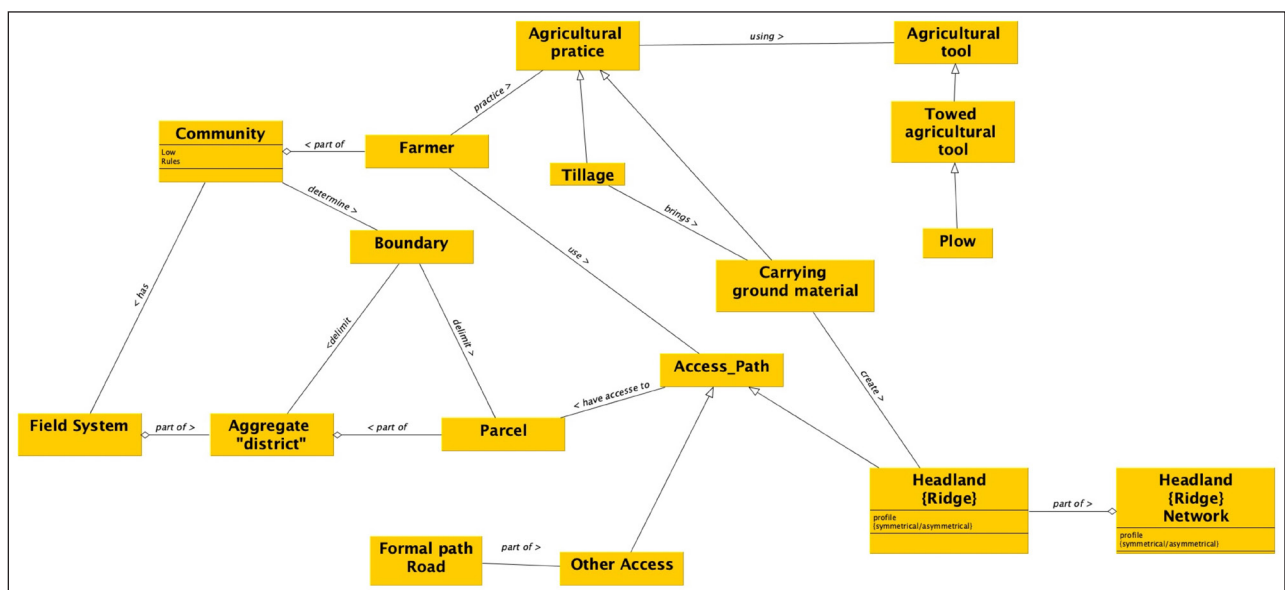 Agricultural
pratice
using >
Agricultural
tool
practice >
Towed
agricultural
tool
Community
Low
Rules
< part of
Farmer
Tillage
determine >
brings >
Boundary
Plow
use >
Carrying
ground material
< has
<delimit
delimit >
Access_Path
create >
< have accesse to
Field System
part of >
Aggregate
"district"
< part of
Parcel
Headland
{Ridge}
profile
(symmetrical/asymmetrical)
part of >
Headland
{Ridge}
Network
profile
(symmetrical/asymmetrical)
Formal path
Road
part of >
Other Access